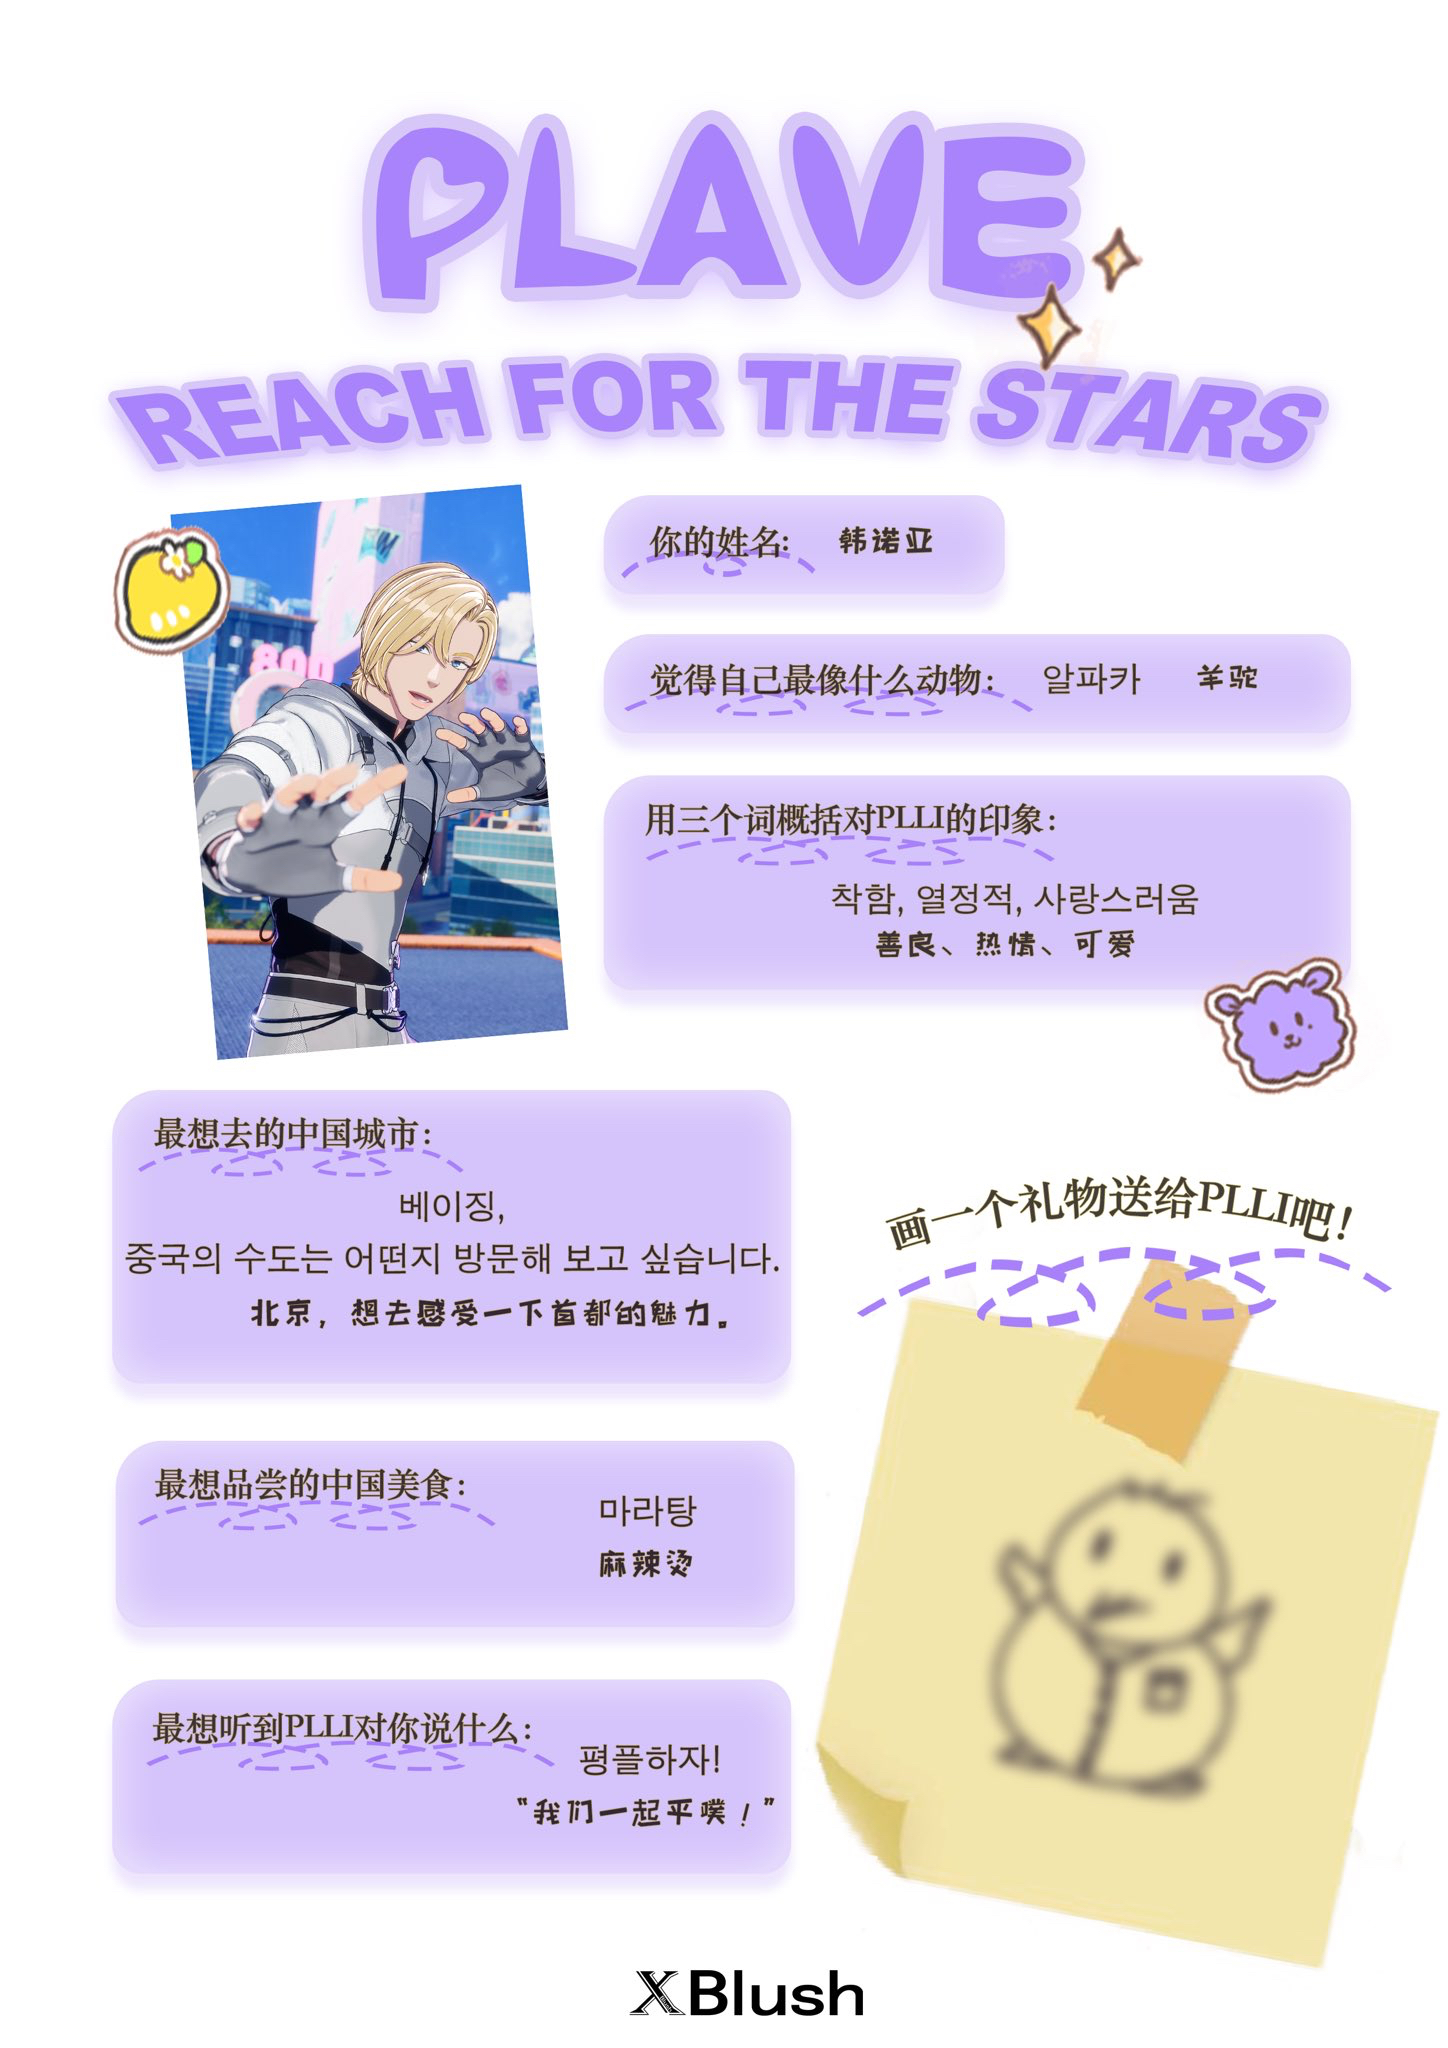 PLAVE
REACH FOR THE STARS
你的姓名: 韩诺亚
800
觉得自己最像什么动物: 알파카 羊驼
用三个词概括对PLLI的印象:
착함, 열정적, 사랑스러움
善良、热情、可爱
最想去的中国城市:
베이징,
중국의 수도는 어떤지 방문해 보고 싶습니다.
北京，想去感受一下首都的魅力。
画一个礼物送给PLLI吧！
最想品尝的中国美食:
마라탕
麻辣烫
最想听到PLLI对你说什么:
평플하자!
“我们一起平噗！”
XBlush